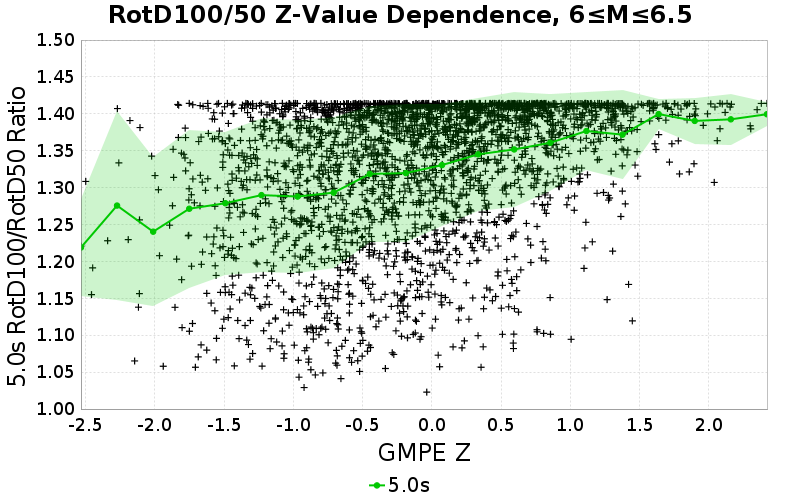 RotD100/50 Z-Value Dependence, 6≤M≤6.5
5.0s RotD100/RotD50 Ratio
1.50
1.45
1.40
1.35
1.30
1.25
1.20
1.15
1.10
1.05
1.00
-2.5 -2.0 -1.5 -1.0 -0.5 0.0 0.5 1.0 1.5 2.0
GMPE Z
5.0s